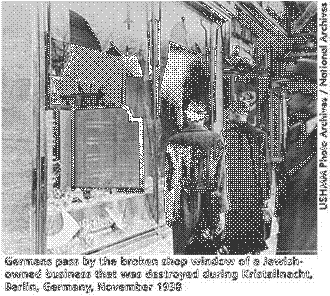 USHMM Photo Archives / National Archives
Germans pass by the broken shop window of a Jewish-
owned business that was destroyed during Kristallnacht,
Berlin, Germany, November 1938